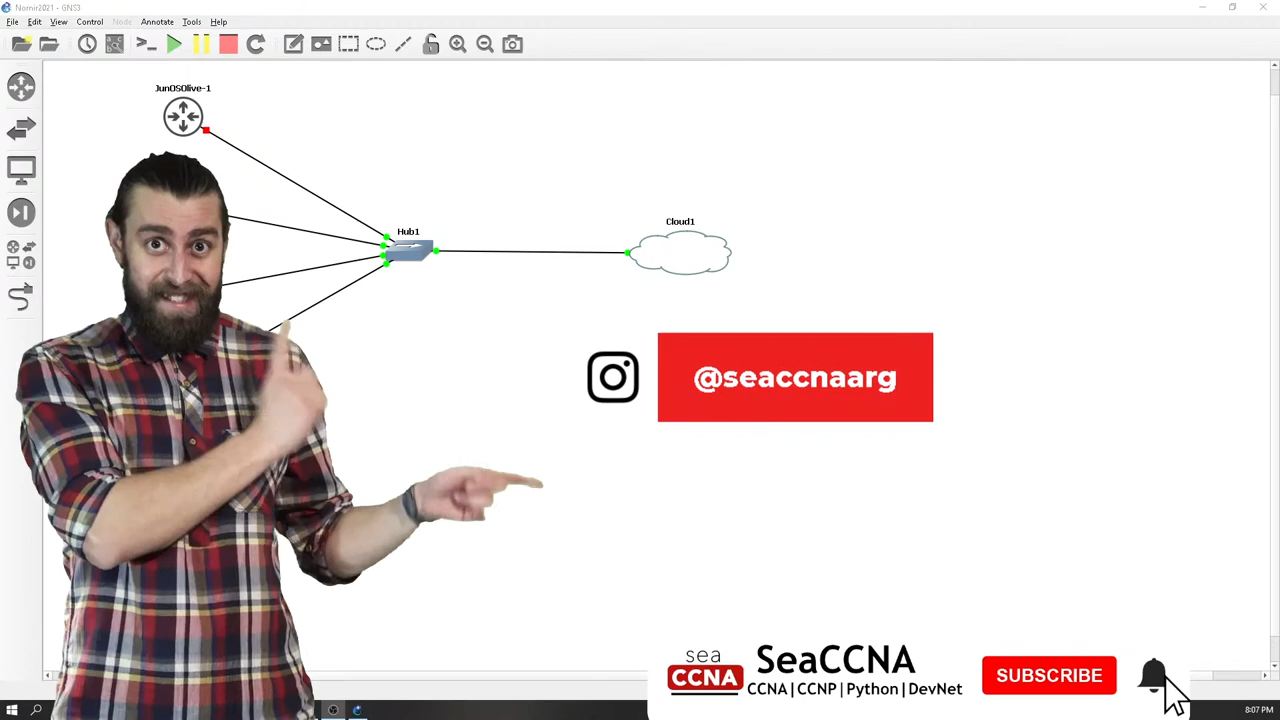 Nornir2021 - GNS3
File Edit View Control Node Annotate Tools Help
JunOSOlive-1
Hub1
Cloud1
@seaccnaarg
sea
CCNA
SeaCCNA
CCNA|CCNP|Python|DevNet
SUBSCRIBE
8:07 PM